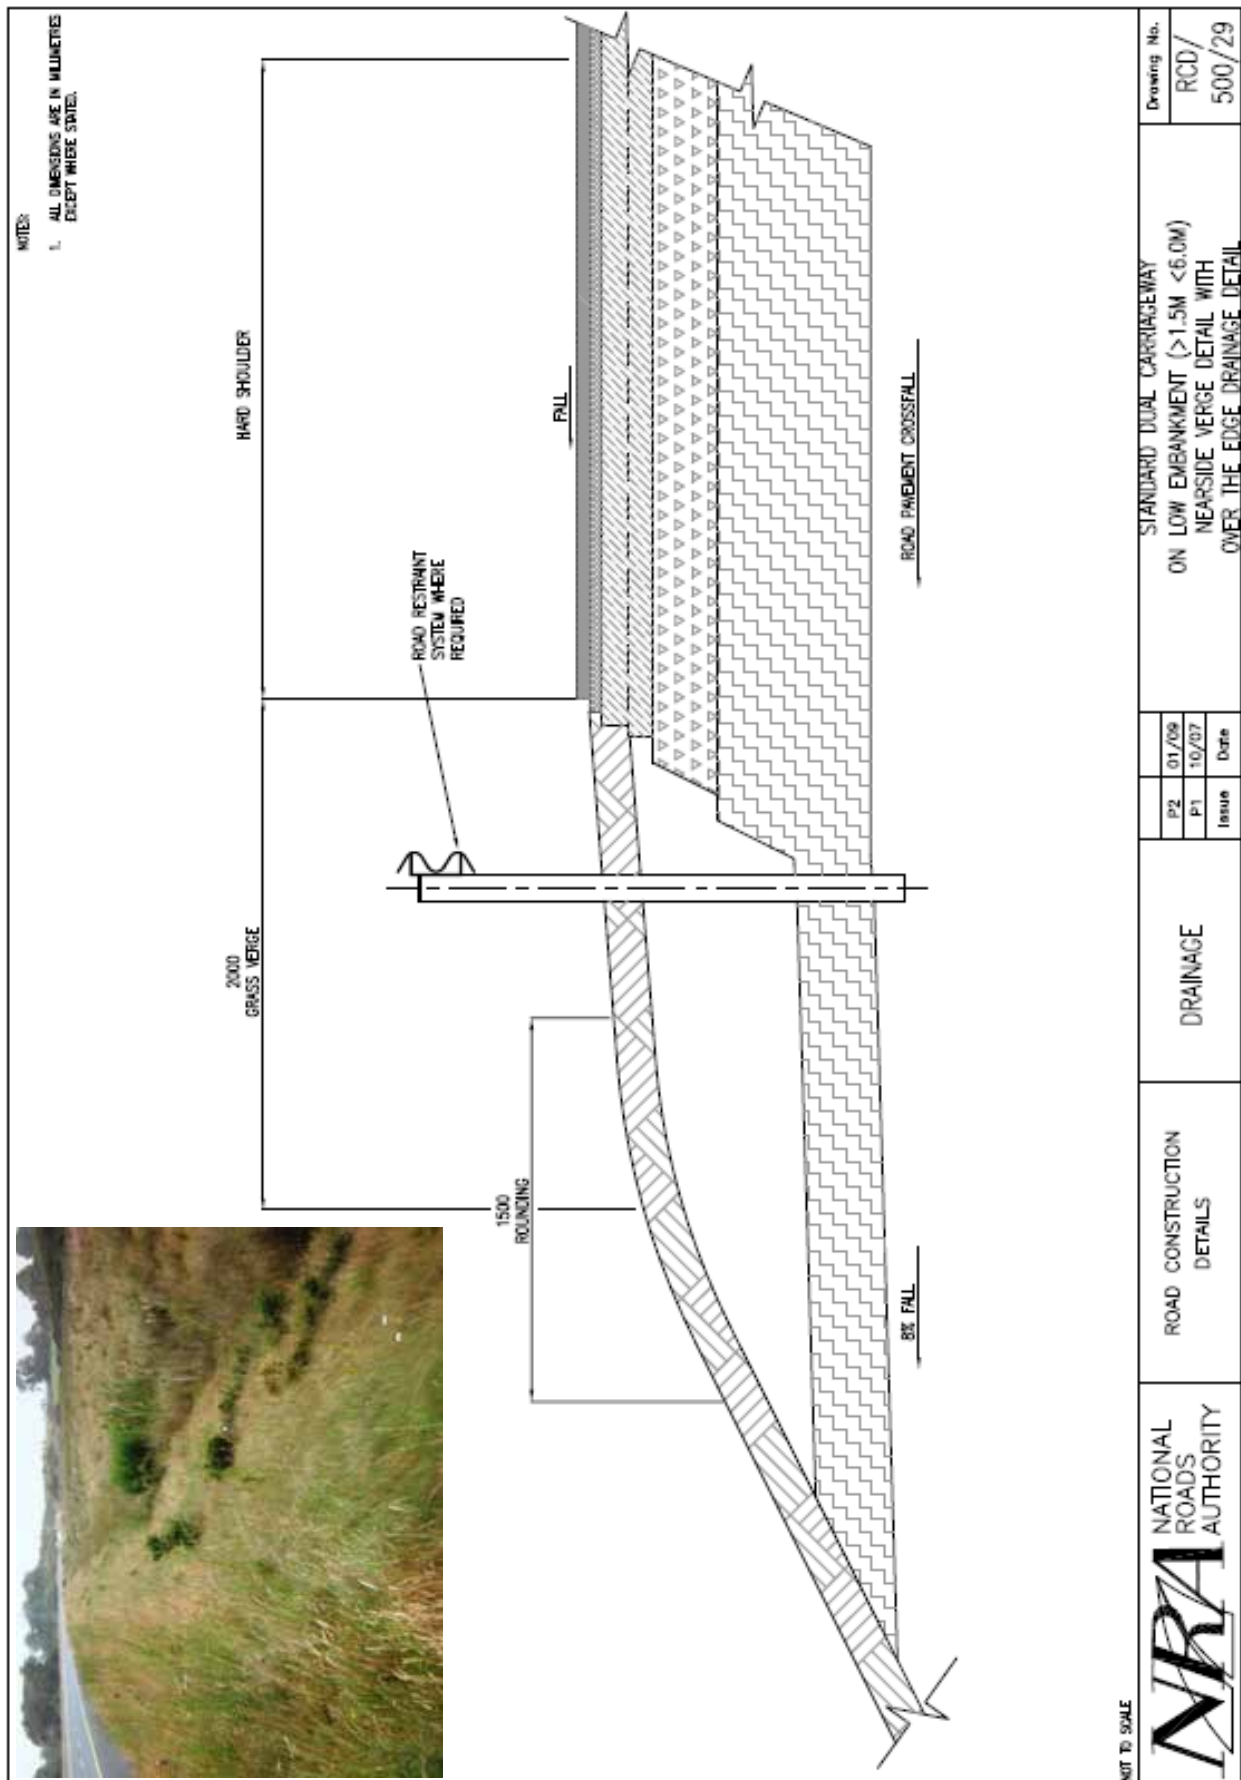 NOTES:
1. ALL DIMENSIONS ARE IN MILLIMETRES
EXCEPT WHERE STATED.
HARD SHOULDER
2000
GRASS VERGE
ROAD RESTRAINT
SYSTEM WHERE
REQUIRED
FALL
1500
ROUNDING
ROAD PAVEMENT CROSSFALL
8% FALL
NOT TO SCALE
NRA
NATIONAL
ROADS
AUTHORITY
ROAD CONSTRUCTION
DETAILS
DRAINAGE
P2 01/09
P1 10/07
Issue Date
STANDARD DUAL CARRIAGEWAY
ON LOW EMBANKMENT (>1.5M <6.0M)
NEARSIDE VERGE DETAIL WITH
OVER THE EDGE DRAINAGE DETAIL
Drawing No.
RCD/
500/29